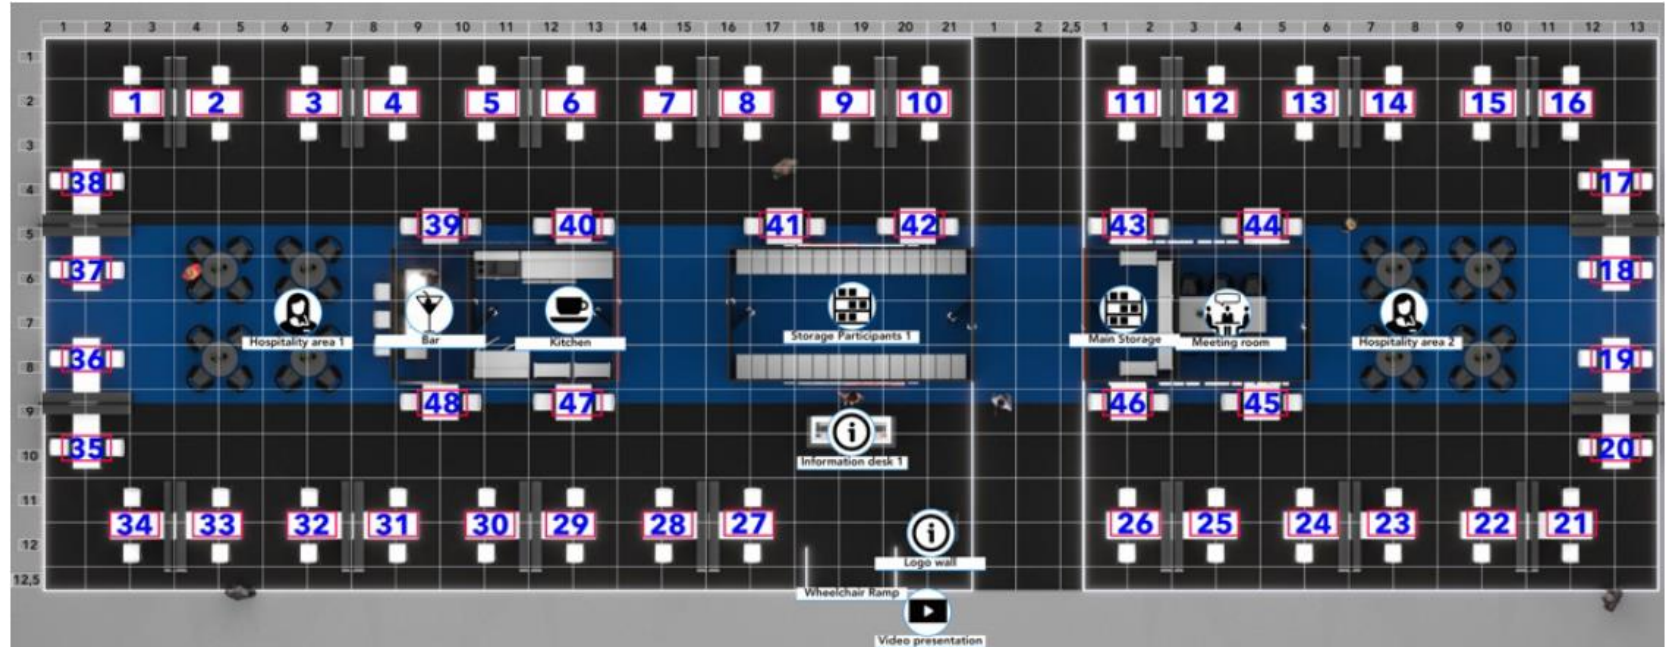 1 2 3 4 5 6 7 8 9 10 11 12 13 14 15 16 17 18 19 20 21 1 2 2,5 1 2 3 4 5 6 7 8 9 10 11 12 13
1
2
3
4
5
6
7
8
9
10
11
12
12,5
1 2 3 4 5 6 7 8 9 10 11 12 13 14 15 16
38 17
39 40 41 42 43 44
37 18
Hospitality area 1
Bar
Kitchen
Storage Participants 1
Main Storage
Meeting room
Hospitality area 2
36 19
48 47 46 45
35 20
i
Information desk 1
34 33 32 31 30 29 28 27 26 25 24 23 22 21
i
Logo wall
Wheelchair Ramp
Video presentation